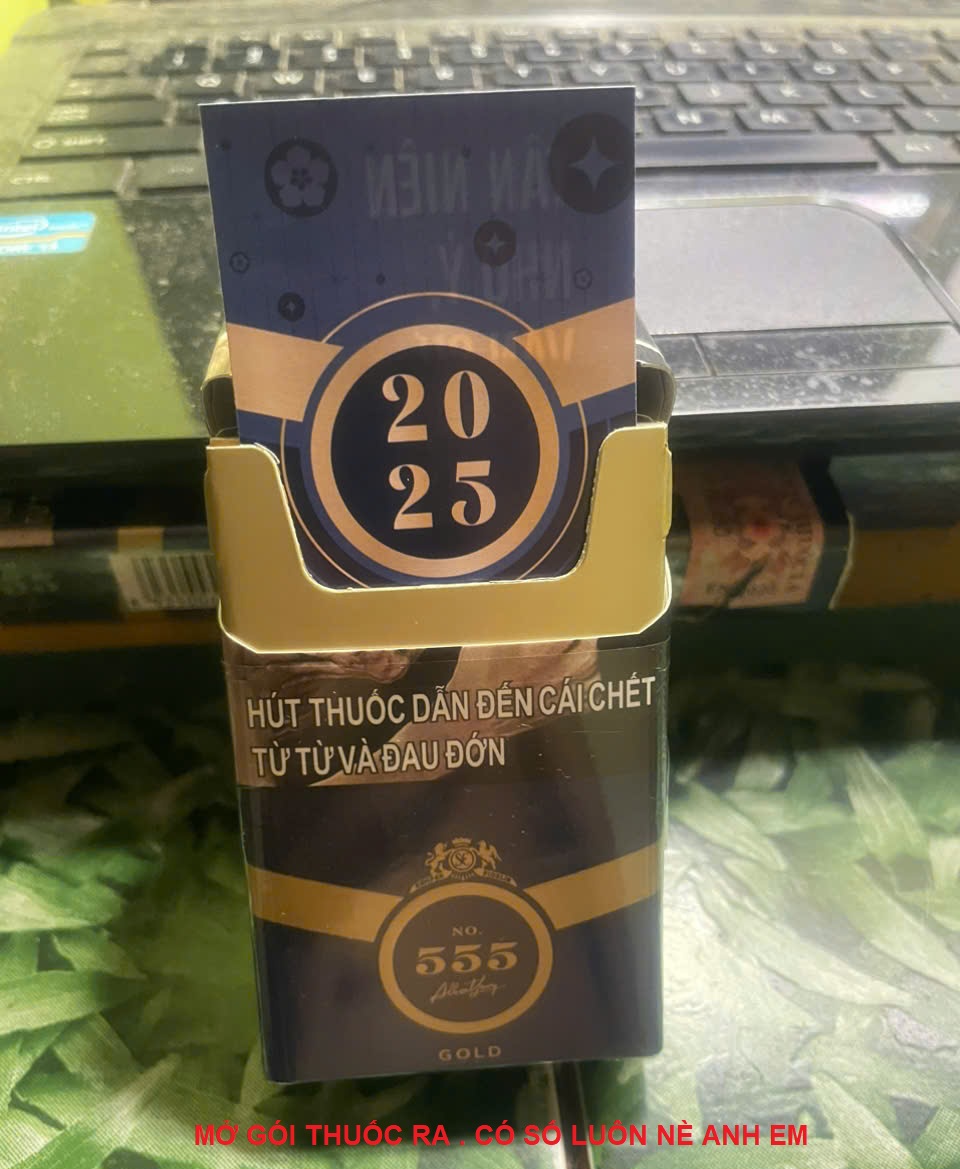 20
25
HÚT THUỐC DẪN ĐẾN CÁI CHẾT
TỪ TỪ VÀ ĐAU ĐỚN
NO.
555
GOLD
MỞ GÓI THUỐC RA . CÓ SỐ LUÔN NÈ ANH EM